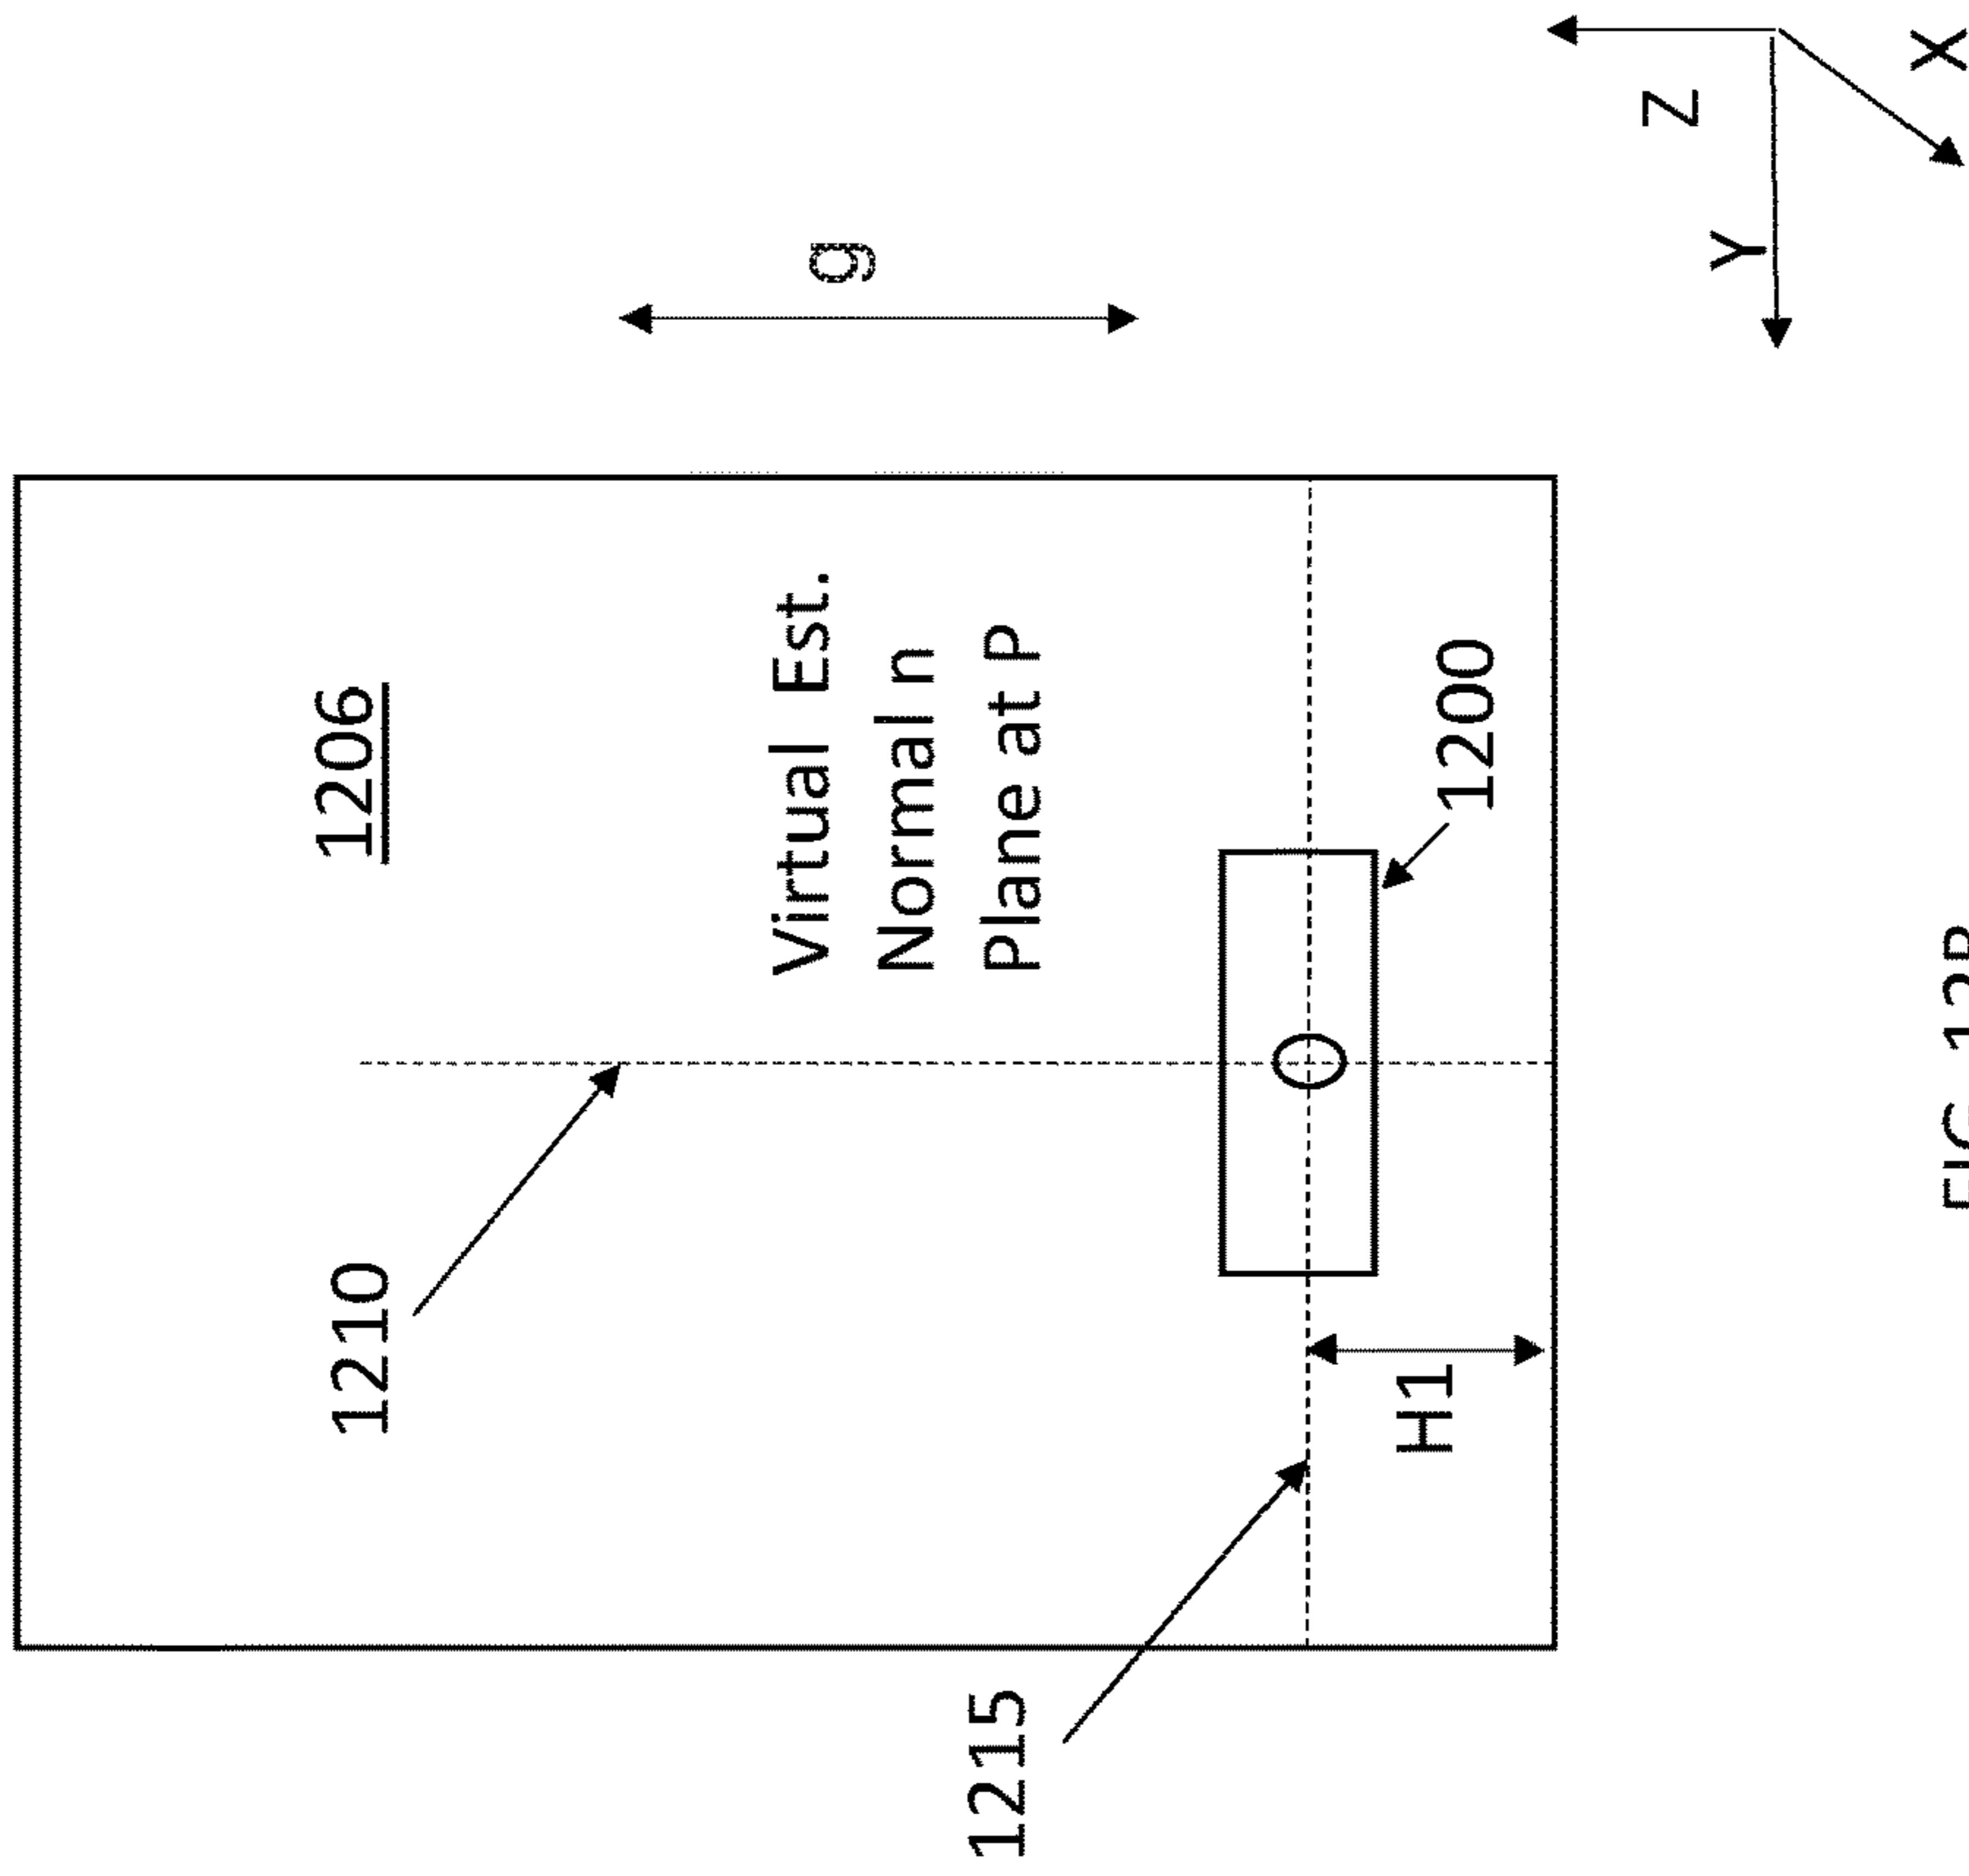 1210
1206
Virtual Est.
Normal n
Plane at P
g
1215
H1
1200
Z
Y
X